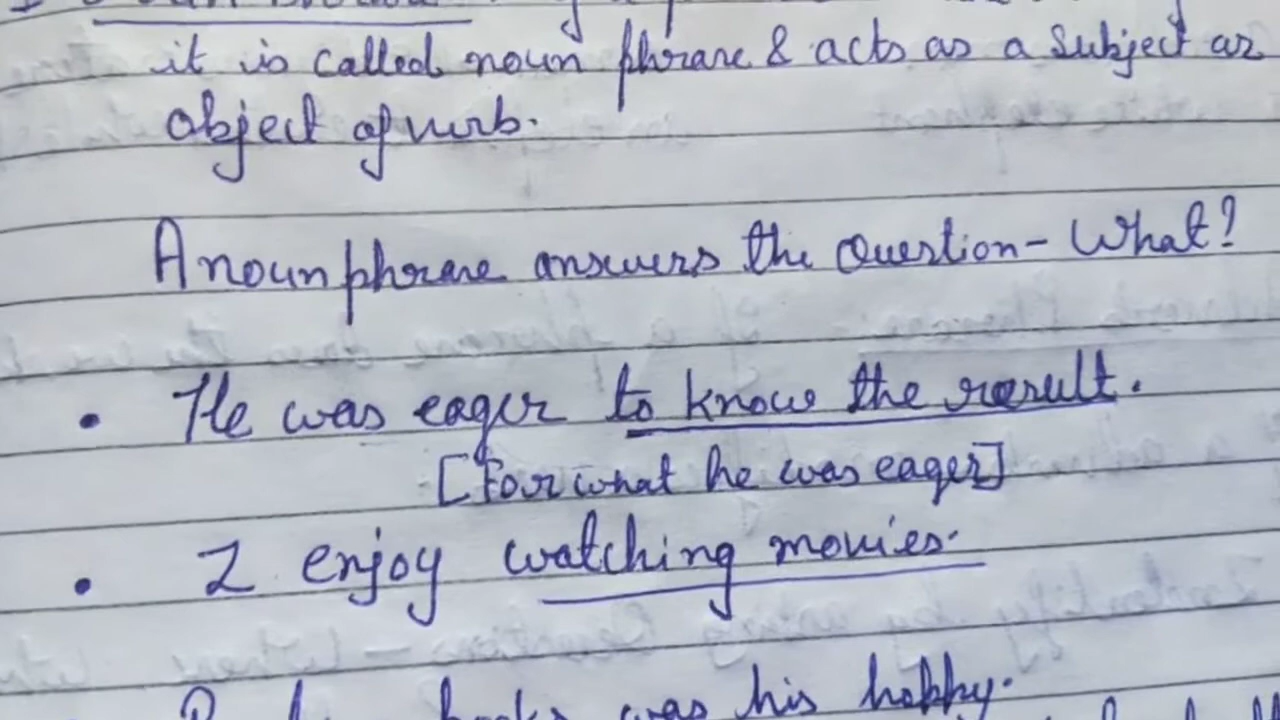 it is called noun phrase & acts as a Subject or
object of verb.
A noun phrase answers the Question - What?
• He was eager to know the result.
[For what he was eager]
• I enjoy watching movies.
books was his hobby.